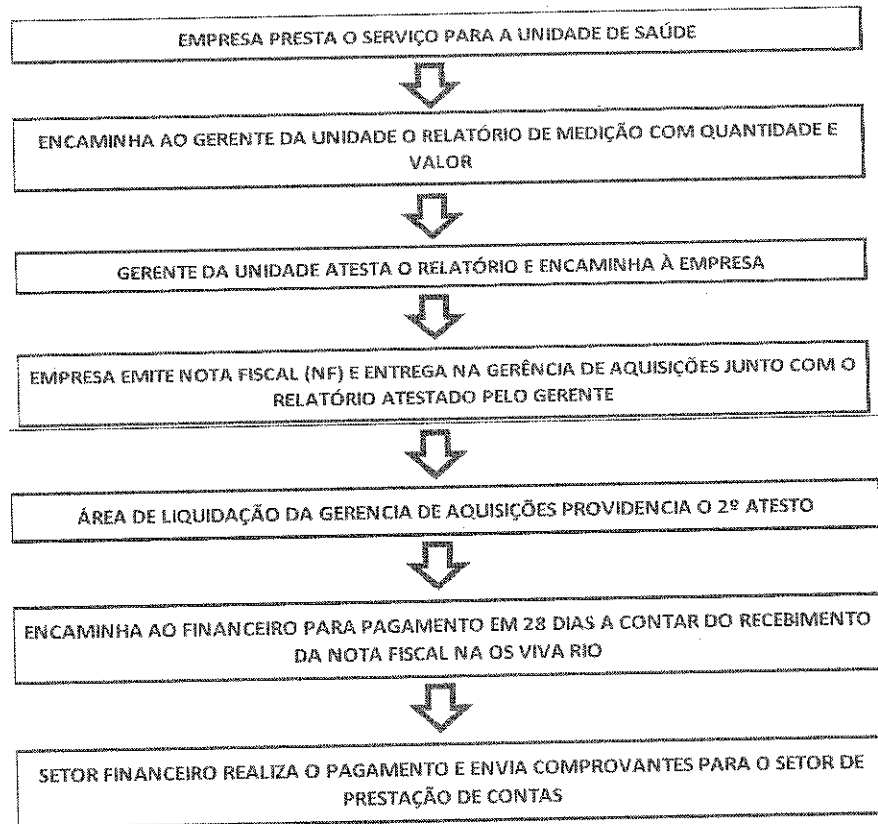 EMPRESA PRESTA O SERVIÇO PARA A UNIDADE DE SAÚDE
ENCAMINHA AO GERENTE DA UNIDADE O RELATÓRIO DE MEDIÇÃO COM QUANTIDADE E
VALOR
GERENTE DA UNIDADE ATESTA O RELATÓRIO E ENCAMINHA À EMPRESA
EMPRESA EMITE NOTA FISCAL (NF) E ENTREGA NA GERÊNCIA DE AQUISIÇÕES JUNTO COM O
RELATÓRIO ATESTADO PELO GERENTE
ÁREA DE LIQUIDAÇÃO DA GERENCIA DE AQUISIÇÕES PROVIDENCIA O 2º ATESTO
ENCAMINHA AO FINANCEIRO PARA PAGAMENTO EM 28 DIAS A CONTAR DO RECEBIMENTO
DA NOTA FISCAL NA OS VIVA RIO
SETOR FINANCEIRO REALIZA O PAGAMENTO E ENVIA COMPROVANTES PARA O SETOR DE
PRESTAÇÃO DE CONTAS